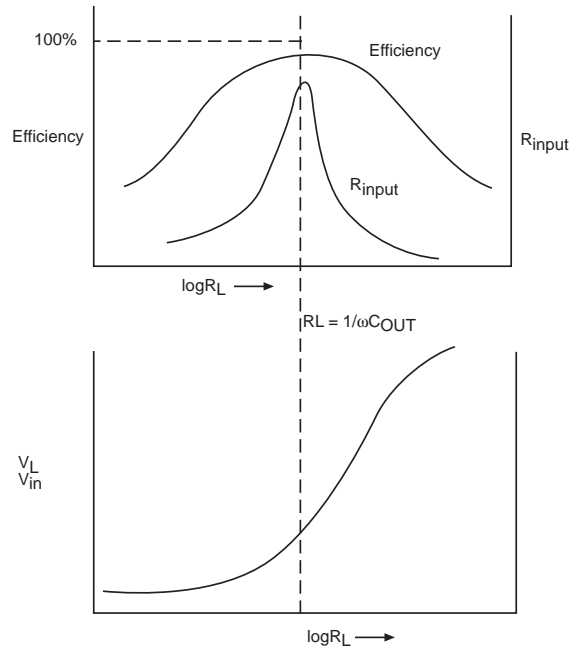 100%
Efficiency
Efficiency
Rinput
Rinput
logRL
RL = 1/ωCOUT
VL
Vin
logRL